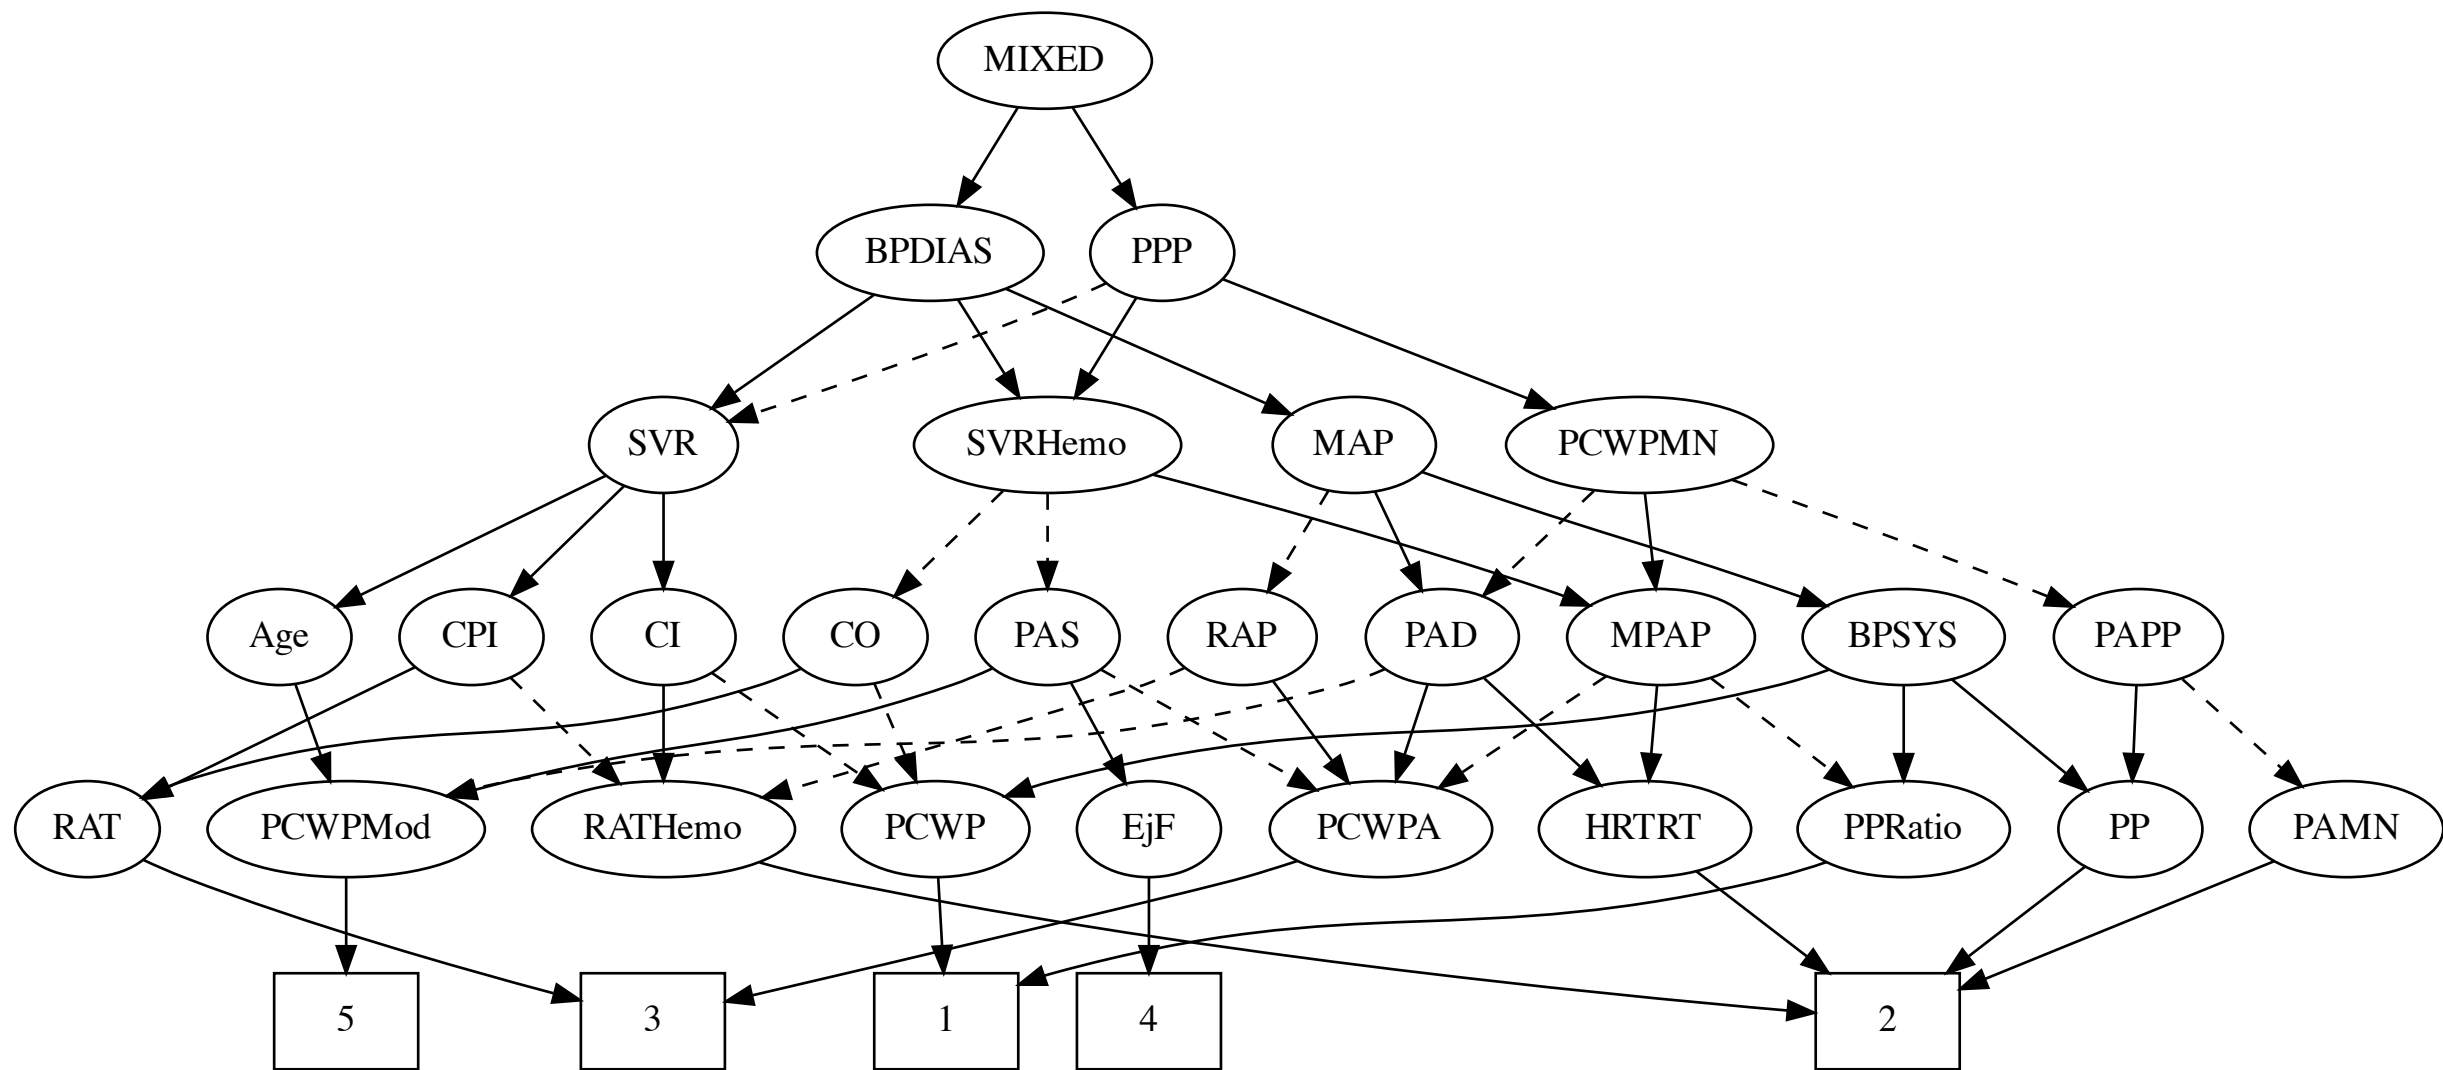 MIXED
BPDIAS
PPP
SVR
SVRHemo
MAP
PCWPMN
Age
CPI
CI
CO
PAS
RAP
PAD
MPAP
BPSYS
PAPP
RAT
PCWPMod
RATHemo
PCWP
EjF
PCWPA
HRTRT
PPRatio
PP
PAMN
5
3
1
4
2